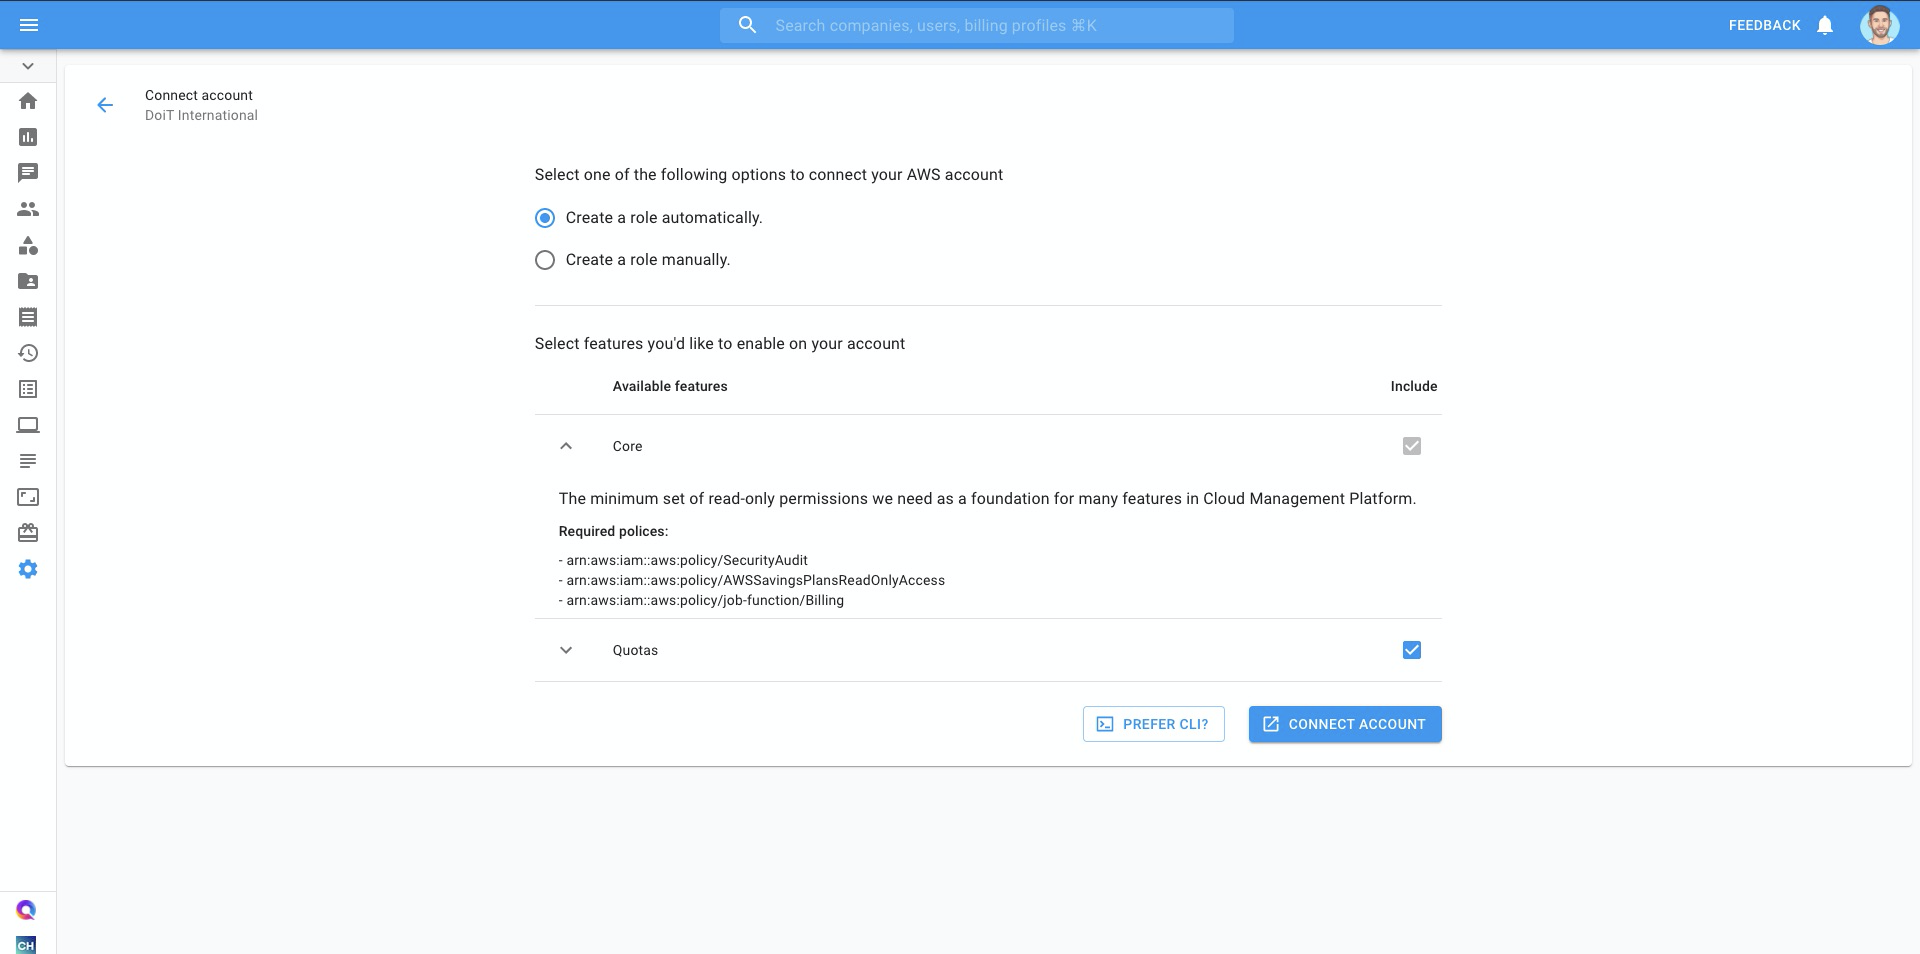 Search companies, users, billing profiles ⌘K
FEEDBACK
Connect account
DoiT International
Select one of the following options to connect your AWS account
Create a role automatically.
Create a role manually.
Select features you'd like to enable on your account
Available features
Include
Core
The minimum set of read-only permissions we need as a foundation for many features in Cloud Management Platform.
Required polices:
- arn:aws:iam::aws:policy/SecurityAudit
- arn:aws:iam::aws:policy/AWSSavingsPlansReadOnlyAccess
- arn:aws:iam::aws:policy/job-function/Billing
Quotas
PREFER CLI?
CONNECT ACCOUNT
CH